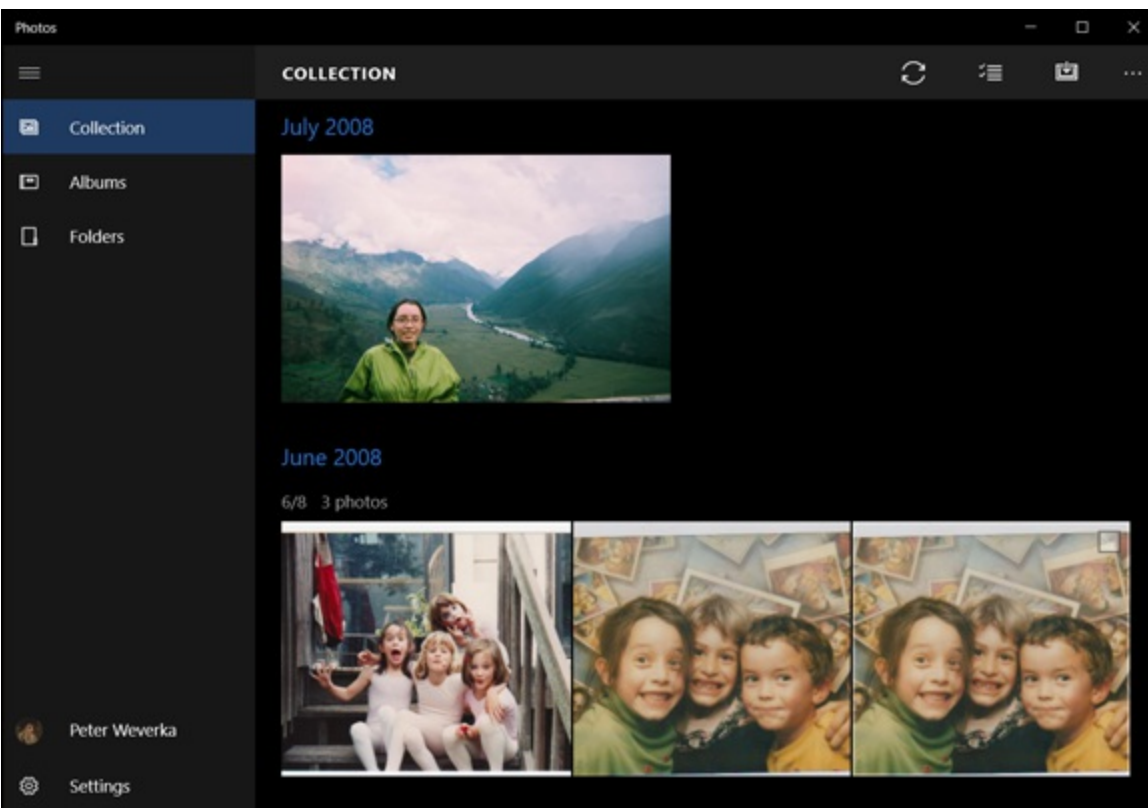 Photos
COLLECTION
Collection
Albums
Folders
July 2008
June 2008
6/8 3 photos
Peter Weverka
Settings